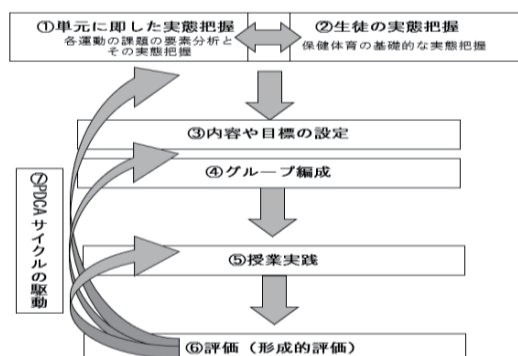 ①単元に即した実態把握
各運動の課題の要素分析と
その実態把握
②生徒の実態把握
保健体育の基礎的な実態把握
③内容や目標の設定
④グループ編成
⑦PDCAサイクルの駆動
⑤授業実践
⑥評価（形成的評価）